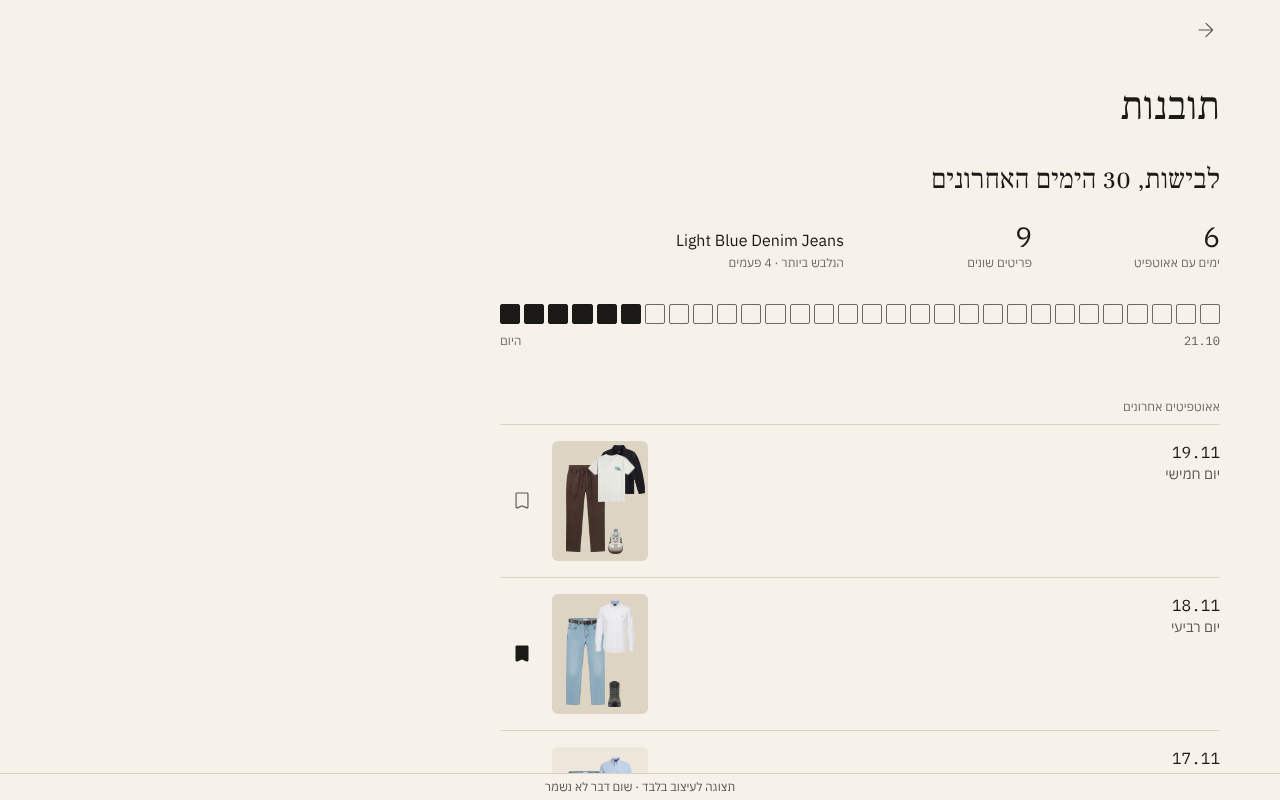 תובנות
לבישות, 30 הימים האחרונים
6
ימים עם אאוטפיט
9
פריטים שונים
Light Blue Denim Jeans
הנלבש ביותר · 4 פעמים
21.10
היום
אאוטפיטים אחרונים
19.11
יום חמישי
18.11
יום רביעי
17.11
תצוגה לעיצוב בלבד · שום דבר לא נשמר